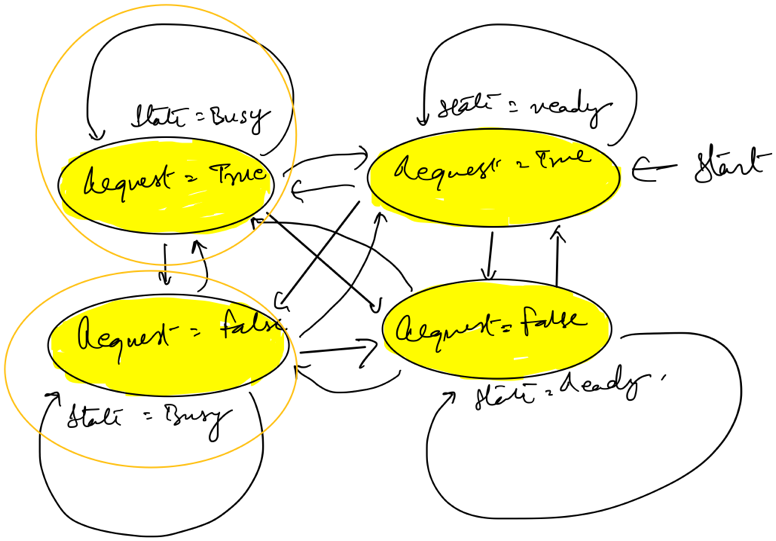 State = Busy
Request = True
State = ready
Request = True
← Start
Request = false
State = Busy
Request = false
State = Ready.